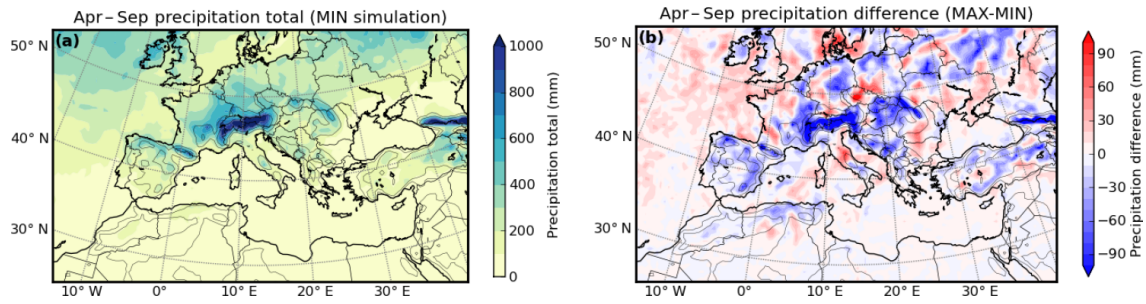 Apr – Sep precipitation total (MIN simulation)
(a)
50° N
40° N
30° N
10° W
0°
10° E
20° E
30° E
1000
800
600
400
200
0
Precipitation total (mm)
Apr – Sep precipitation difference (MAX-MIN)
(b)
50° N
40° N
30° N
10° W
0°
10° E
20° E
30° E
90
60
30
0
−30
−60
−90
Precipitation difference (mm)